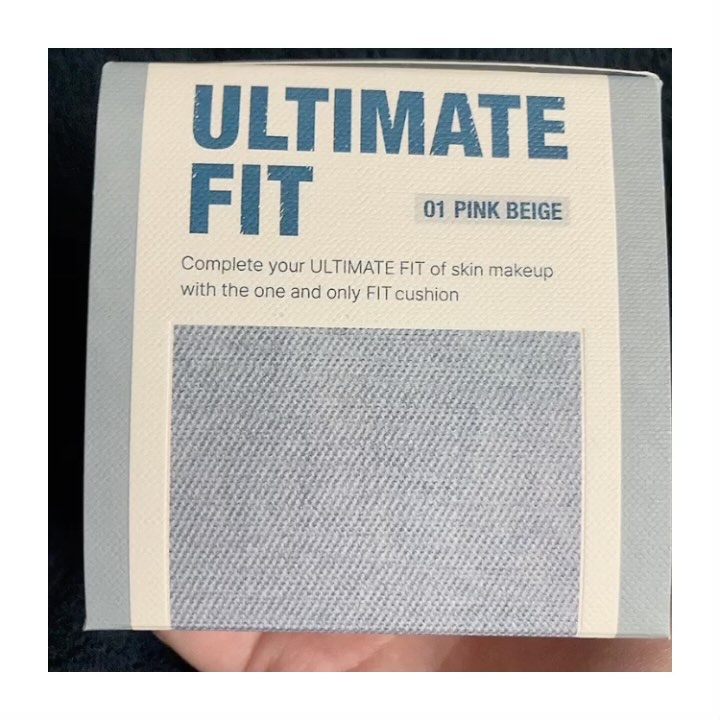 ULTIMATE
FIT
01 PINK BEIGE
Complete your ULTIMATE FIT of skin makeup
with the one and only FIT cushion